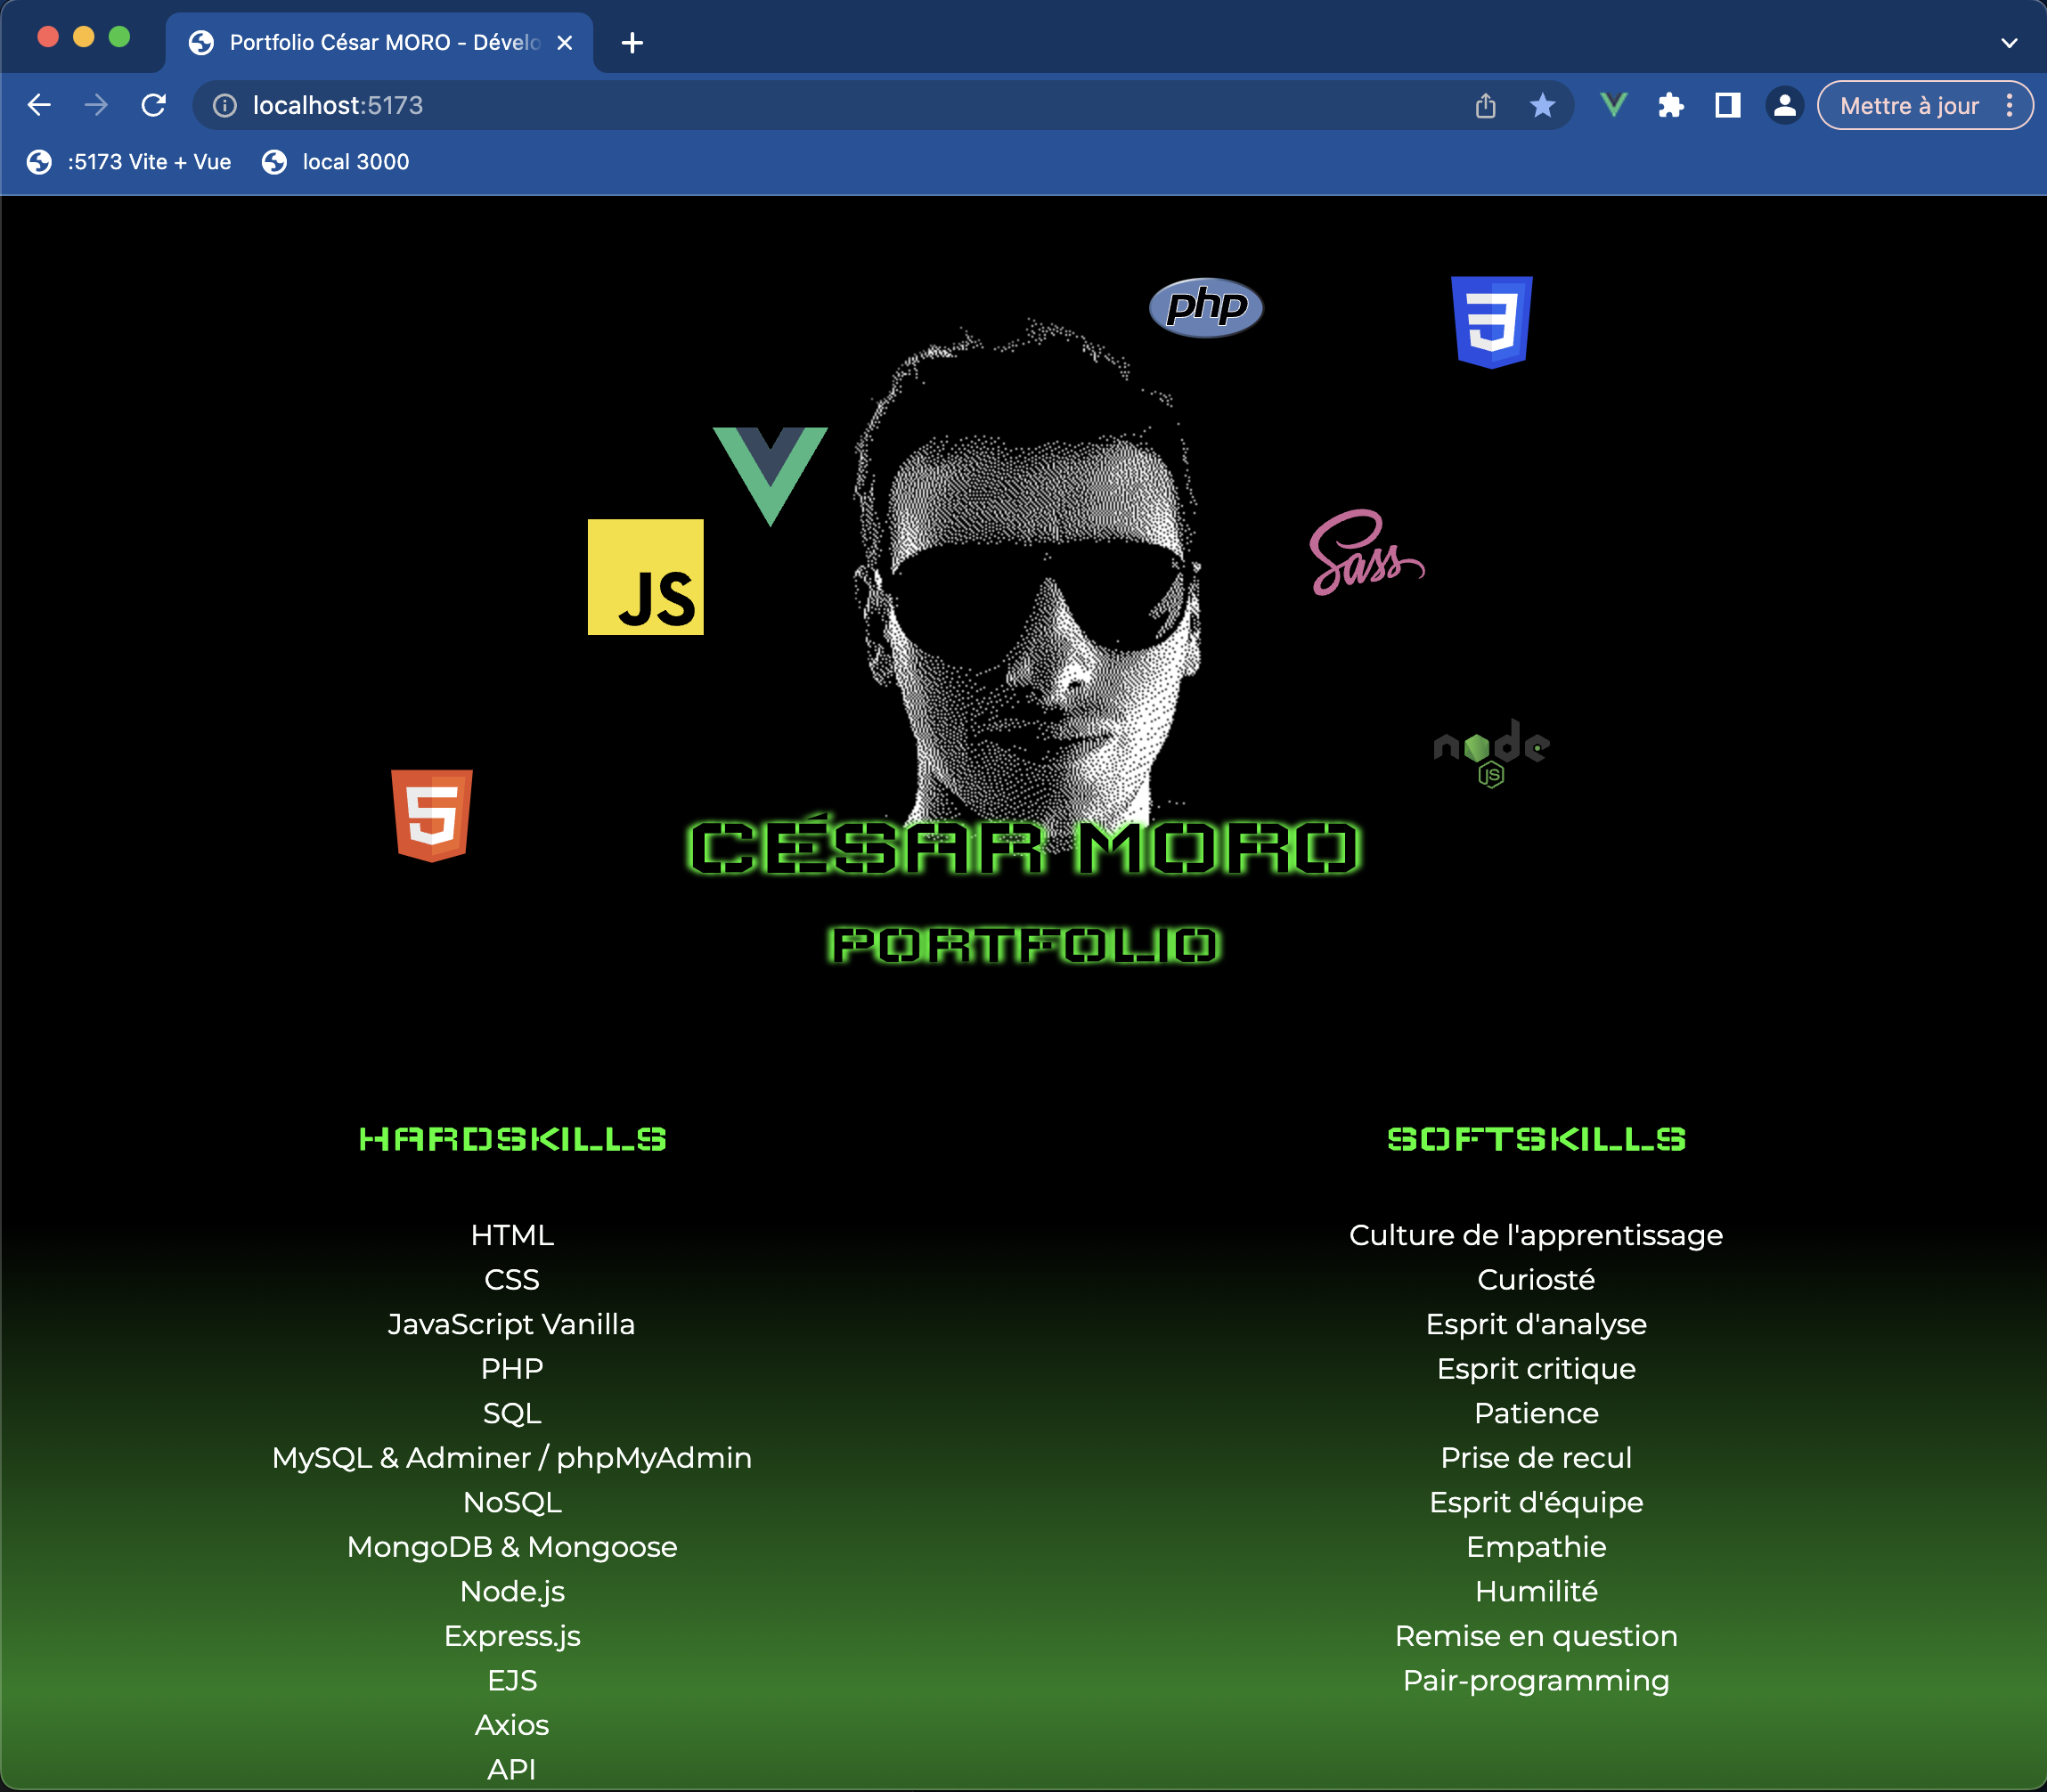 Portfolio César MORO - Dévelo
localhost:5173
Mettre à jour
:5173 Vite + Vue
local 3000
php
3
JS
Sass
node
JS
5
CÉSAR MORO
PORTFOLIO
HARDSKILLS
HTML
CSS
JavaScript Vanilla
PHP
SQL
MySQL & Adminer / phpMyAdmin
NoSQL
MongoDB & Mongoose
Node.js
Express.js
EJS
Axios
API
SOFTSKILLS
Culture de l'apprentissage
Curiosté
Esprit d'analyse
Esprit critique
Patience
Prise de recul
Esprit d'équipe
Empathie
Humilité
Remise en question
Pair-programming